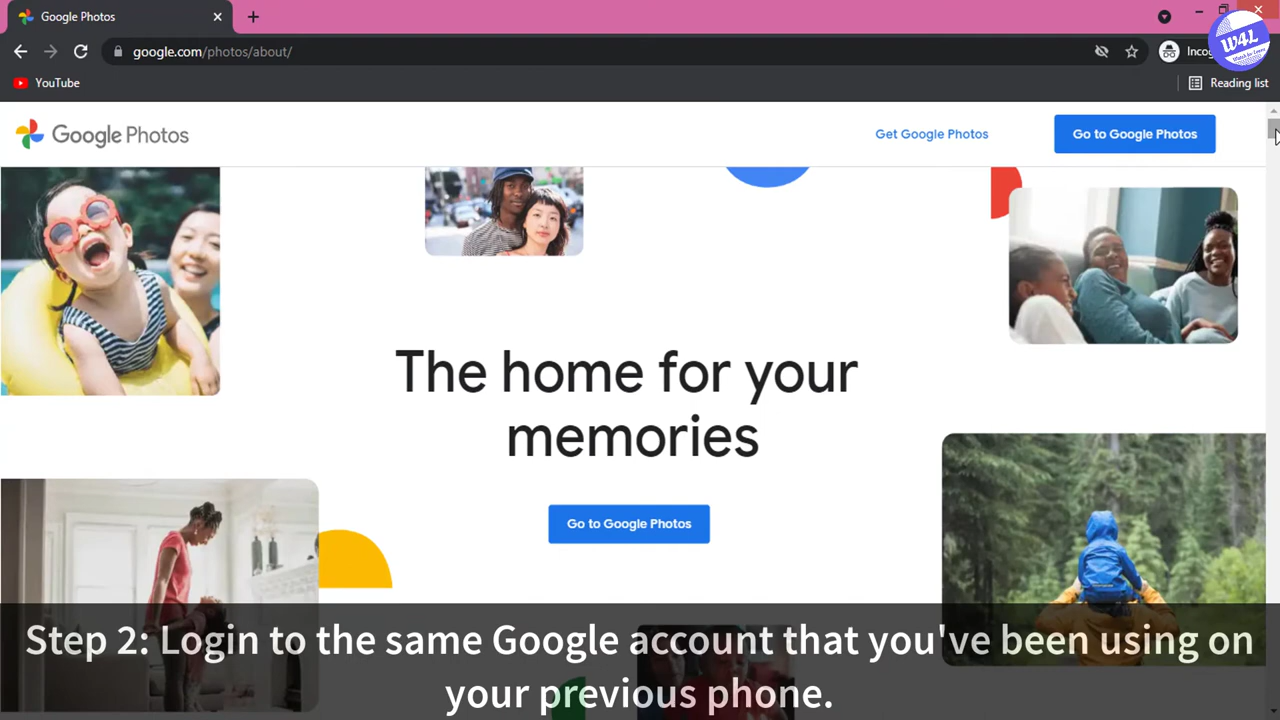 Google Photos
google.com/photos/about/
YouTube
Reading list
W4L
Google Photos
Get Google Photos
Go to Google Photos
The home for your
memories
Go to Google Photos
Step 2: Login to the same Google account that you've been using on
your previous phone.